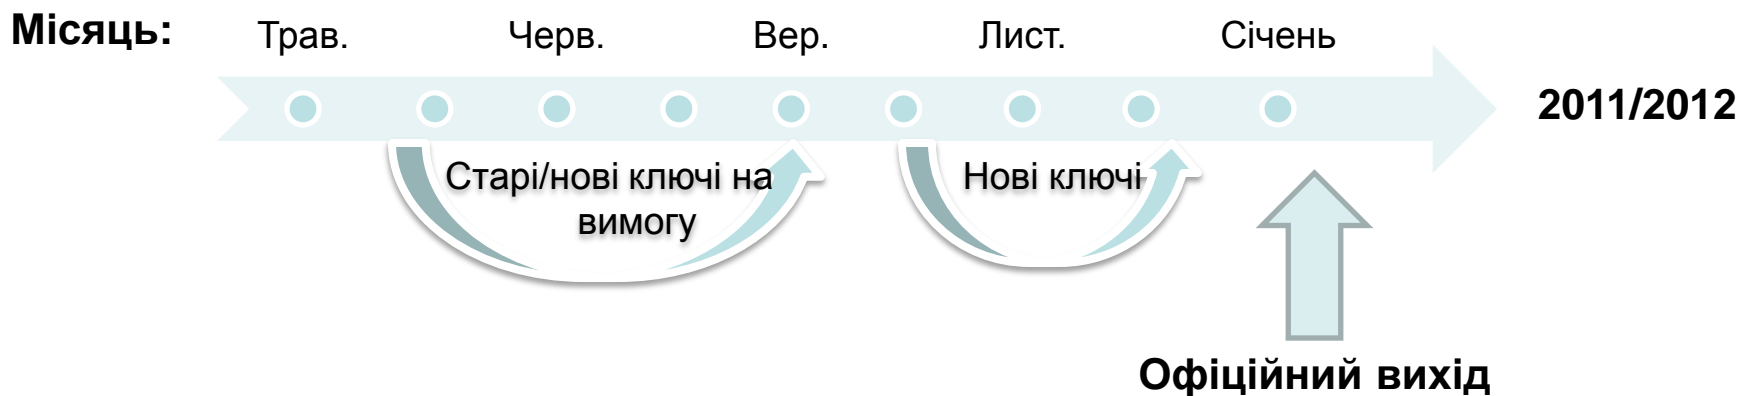 Місяць:
Трав. Черв. Вер. Лист. Січень
2011/2012
Старі/нові ключі на
вимогу
Нові ключі
Офіційний вихід